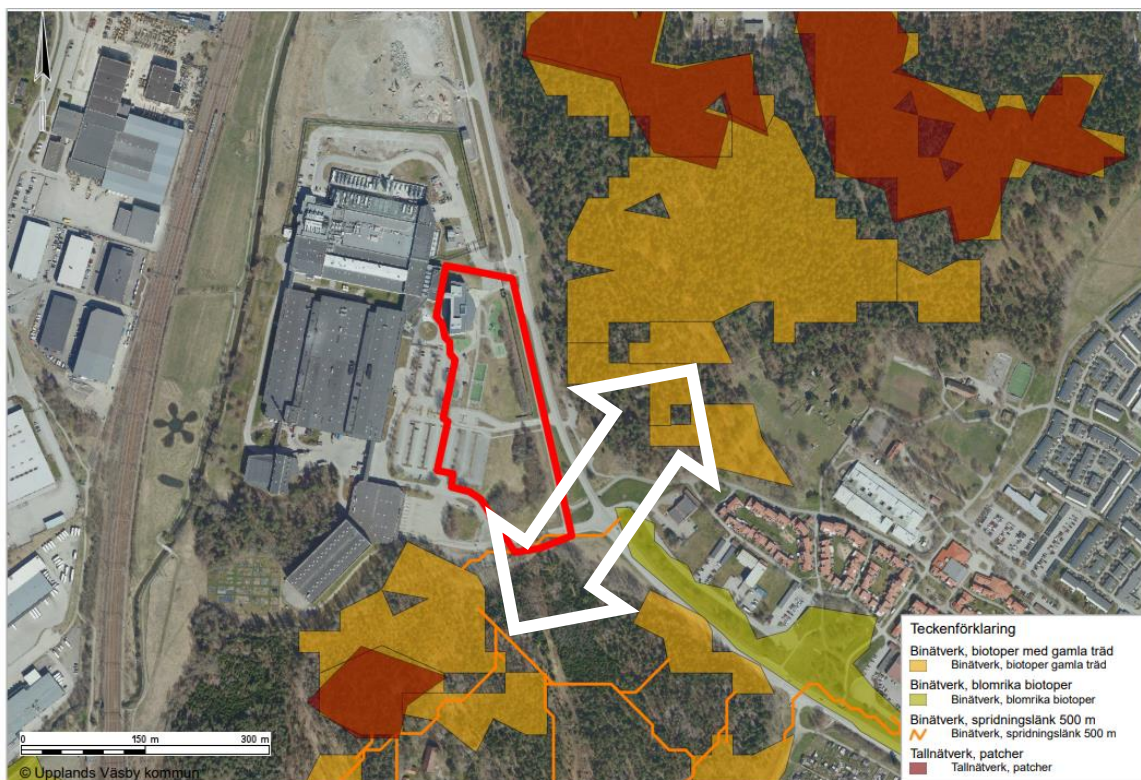 Teckenförklaring
Binätverk, biotoper med gamla träd
Binätverk, biotoper gamla träd
Binätverk, blomrika biotoper
Binätverk, blomrika biotoper
Binätverk, spridningslänk 500 m
Binätverk, spridningslänk 500 m
Tallnätverk, patcher
Tallnätverk, patcher
0 150 m 300 m
© Upplands Väsby kommun